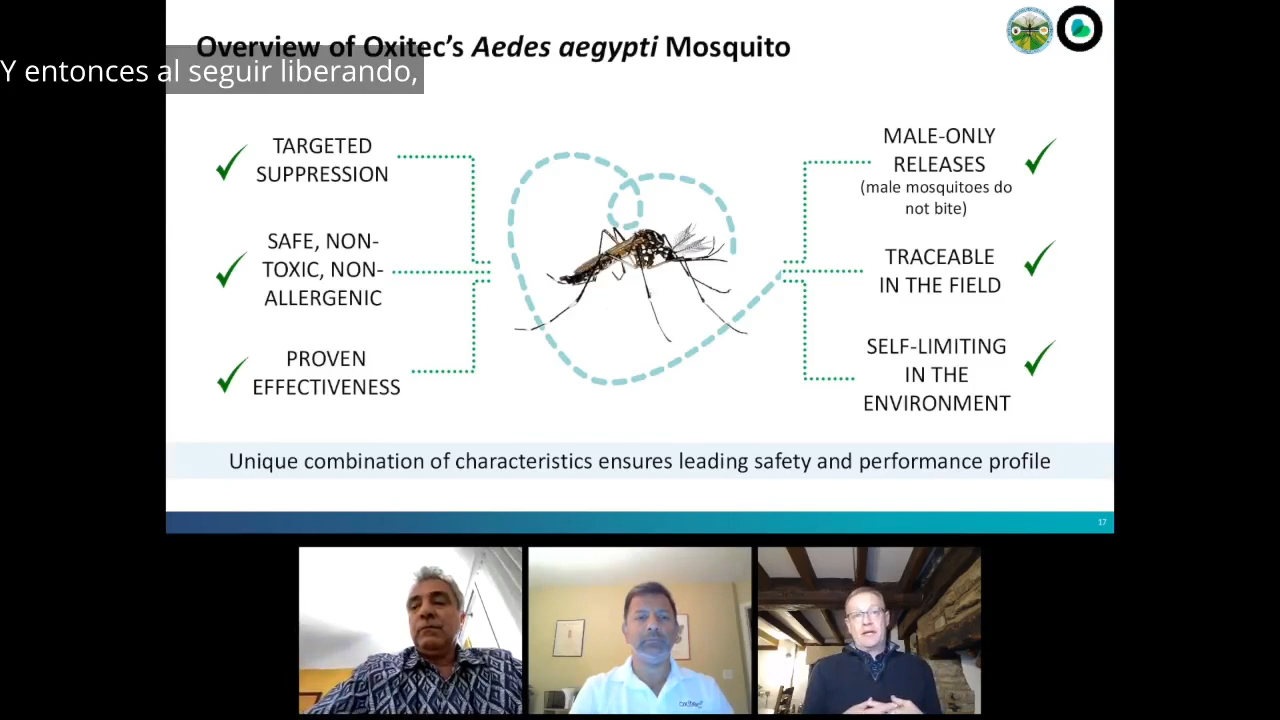 Overview of Oxitec's Aedes aegypti Mosquito
Y entonces al seguir liberando,
TARGETED
SUPPRESSION
SAFE, NON-
TOXIC, NON-
ALLERGENIC
PROVEN
EFFECTIVENESS
MALE-ONLY
RELEASES
(male mosquitoes do
not bite)
TRACEABLE
IN THE FIELD
SELF-LIMITING
IN THE
ENVIRONMENT
Unique combination of characteristics ensures leading safety and performance profile
17